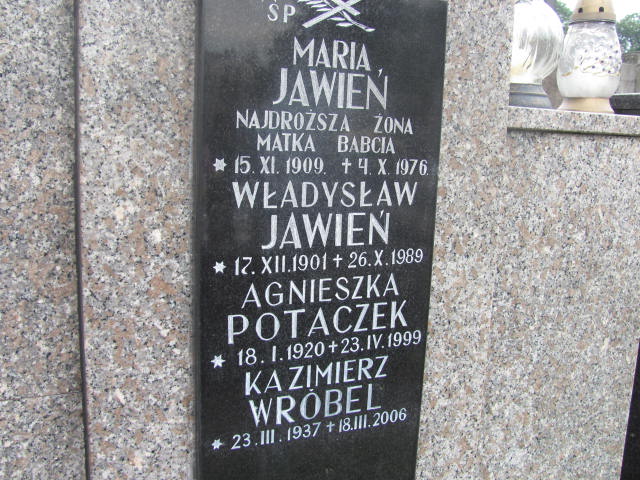 ŚP
MARIA
JAWIEŃ
NAJDROŻSZA ŻONA
MATKA BABCIA
* 15. XI. 1909. + 4. X. 1976.
WŁADYSŁAW
JAWIEŃ
* 17. XII. 1901 + 26. X. 1989
AGNIESZKA
POTACZEK
* 18. I. 1920 + 23. IV. 1999
KAZIMIERZ
WRÓBEL
* 23. III. 1937 + 18. III. 2006